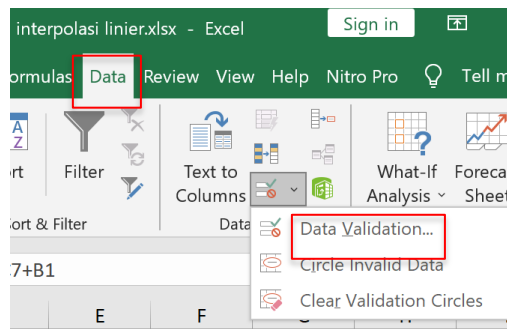 interpolasi linier.xlsx - Excel
Sign in
ormulas Data Review View Help Nitro Pro Tell m
A
Z
rt
Filter
Text to
Columns
What-If
Analysis
Foreca
Sheet
ort & Filter
Data
Data Validation...
7+B1
Circle Invalid Data
Clear Validation Circles
E F